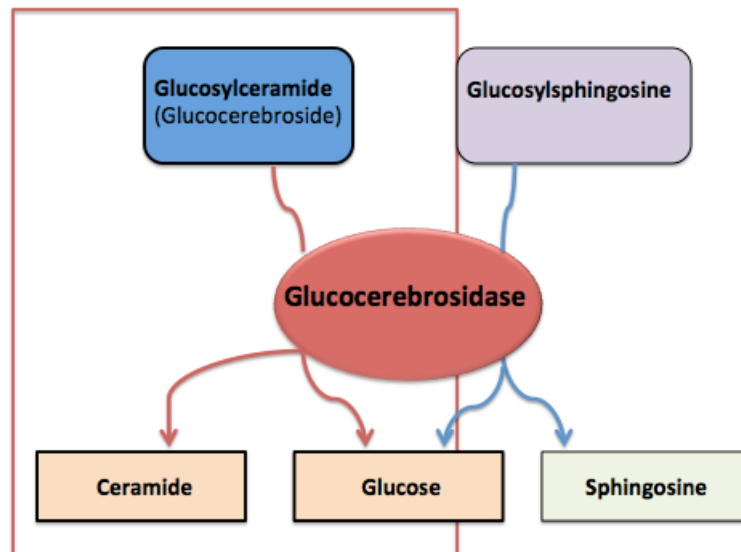 Glucosylceramide
(Glucocerebroside)
Glucosylsphingosine
Glucocerebrosidase
Ceramide
Glucose
Sphingosine